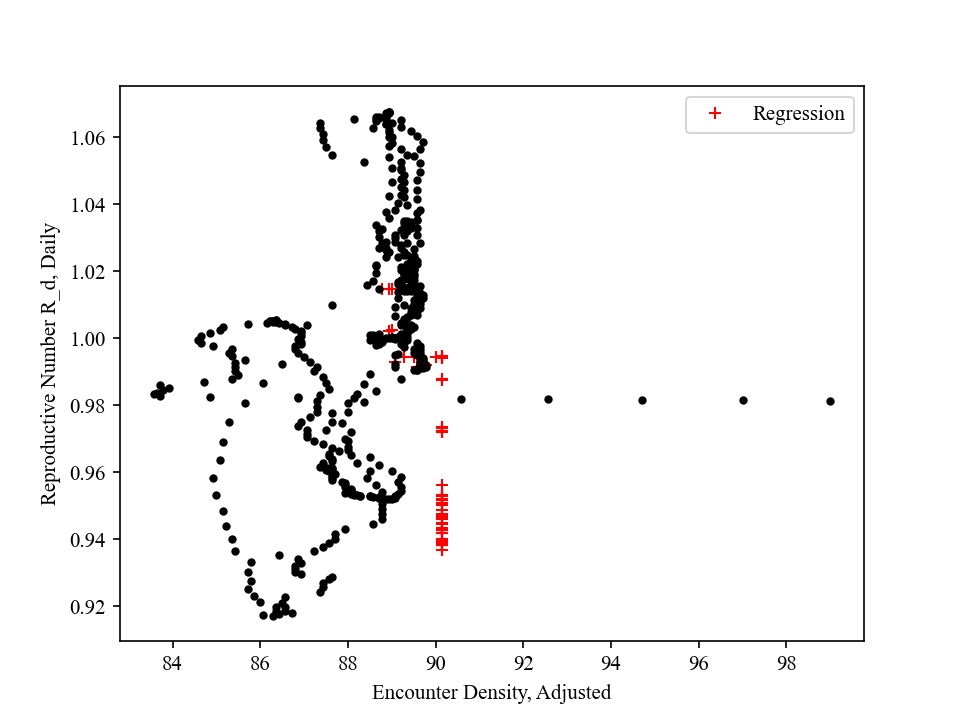 Regression
1.06
1.04
1.02
1.00
0.98
0.96
0.94
0.92
Reproductive Number R_d, Daily
84 86 88 90 92 94 96 98
Encounter Density, Adjusted